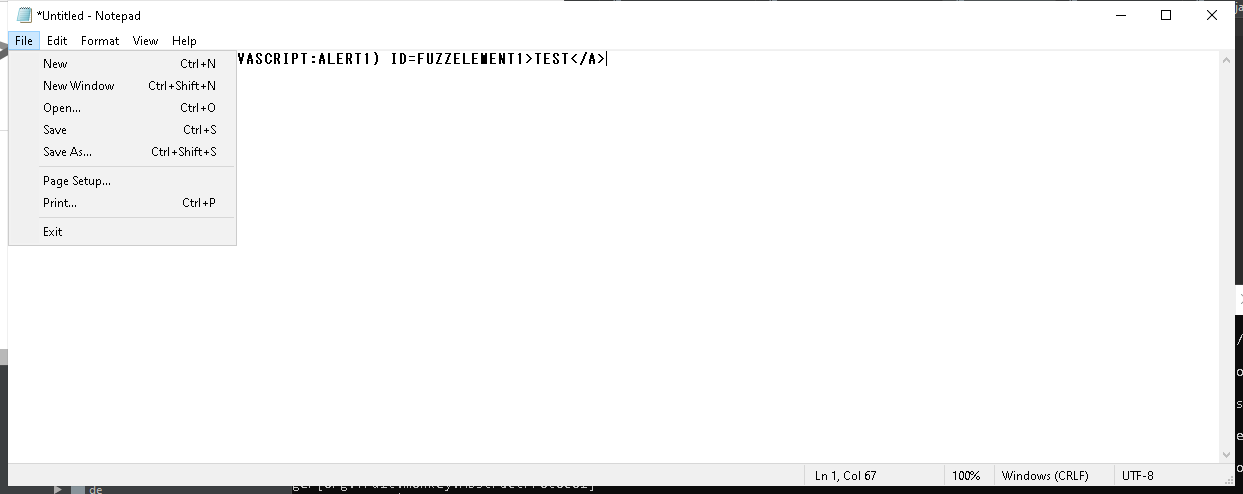 *Untitled - Notepad
File Edit Format View Help
VASCRIPT:ALERT1) ID=FUZZELEMENT1>TEST</A>
New Ctrl+N
New Window Ctrl+Shift+N
Open... Ctrl+O
Save Ctrl+S
Save As... Ctrl+Shift+S
Page Setup...
Print... Ctrl+P
Exit
Ln 1, Col 67 100% Windows (CRLF) UTF-8
de